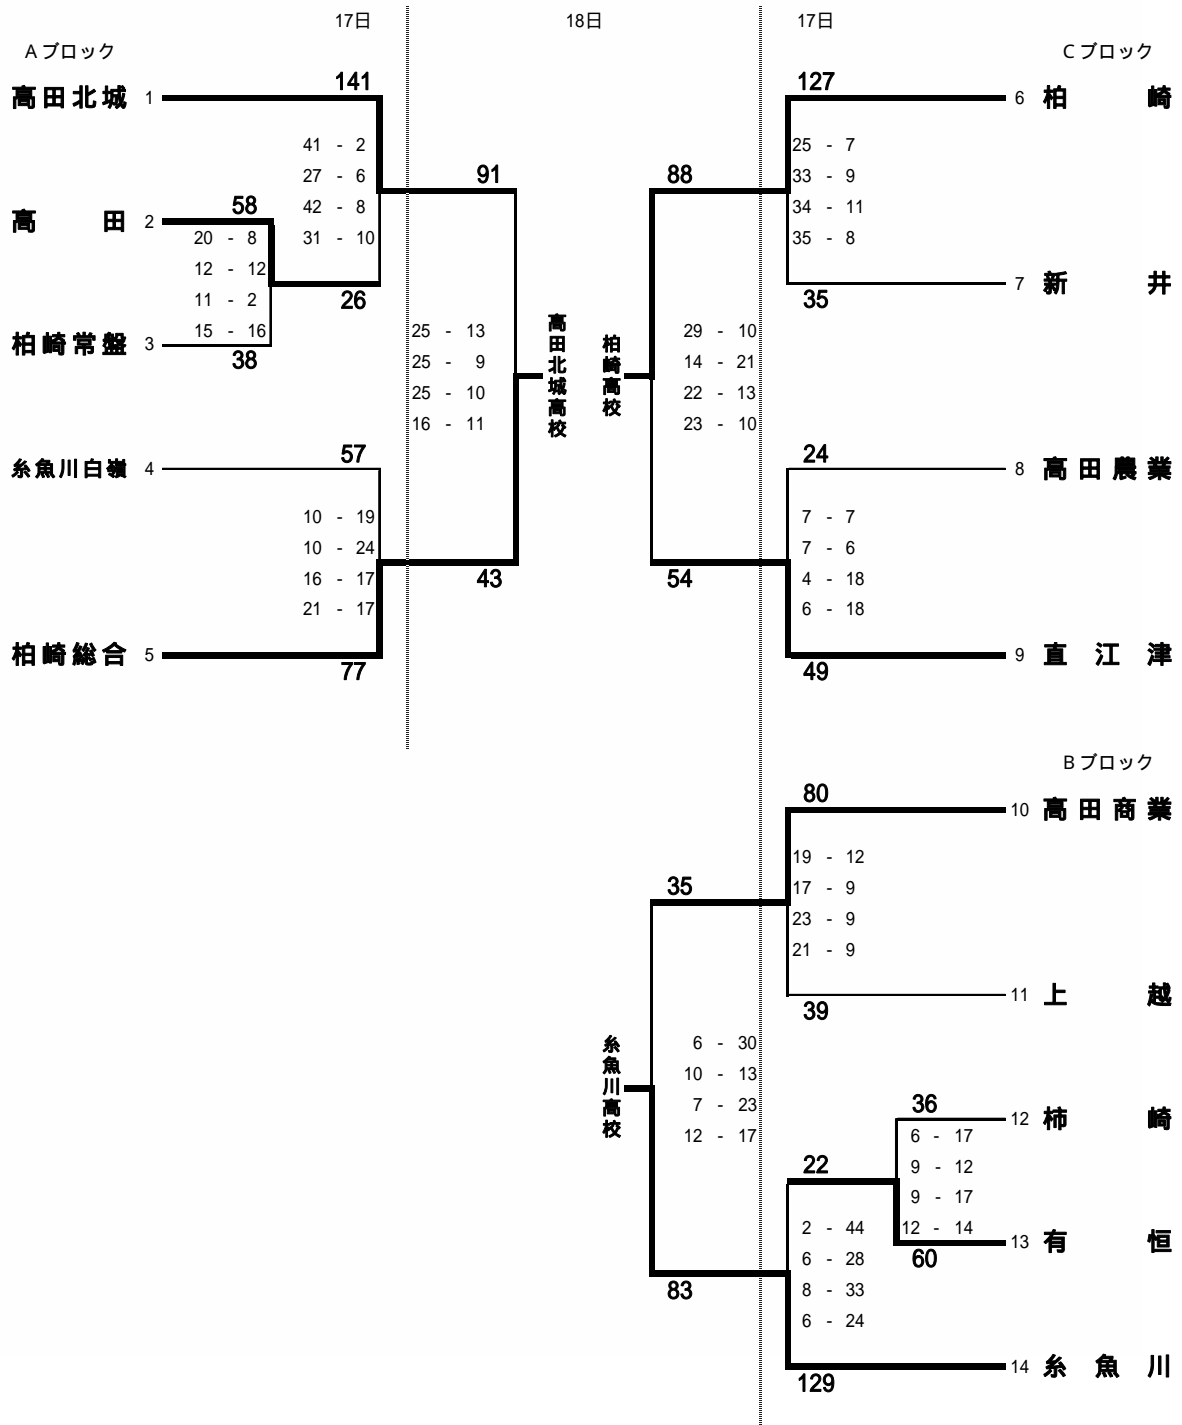 17日 18日 17日
Aブロック Cブロック
141 127
高田北城 1 6 柏崎
41 - 2 25 - 7
27 - 6 91 88 33 - 9
58 42 - 8 34 - 11
高田 2
20 - 8 31 - 10 35 - 8
12 - 12
26 35 7 新井
11 - 2
15 - 16 25 - 13 29 - 10
柏崎常盤 3
38 25 - 9 14 - 21
25 - 10 22 - 13
16 - 11 23 - 10
高田北城高校
柏崎高校
57 24
糸魚川白嶺 4 8 高田農業
10 - 19 7 - 7
10 - 24 7 - 6
16 - 17 43 54 4 - 18
21 - 17 6 - 18
柏崎総合 5 9 直江津
77 49
Bブロック
80
10 高田商業
19 - 12
35 17 - 9
23 - 9
21 - 9
11 上越
39
6 - 30
10 - 13
7 - 23 36
12 柿崎
12 - 17 6 - 17
糸魚川高校
22 9 - 12
9 - 17
2 - 44 12 - 14
13 有恒
6 - 28 60
83 8 - 33
6 - 24
14 糸魚川
129